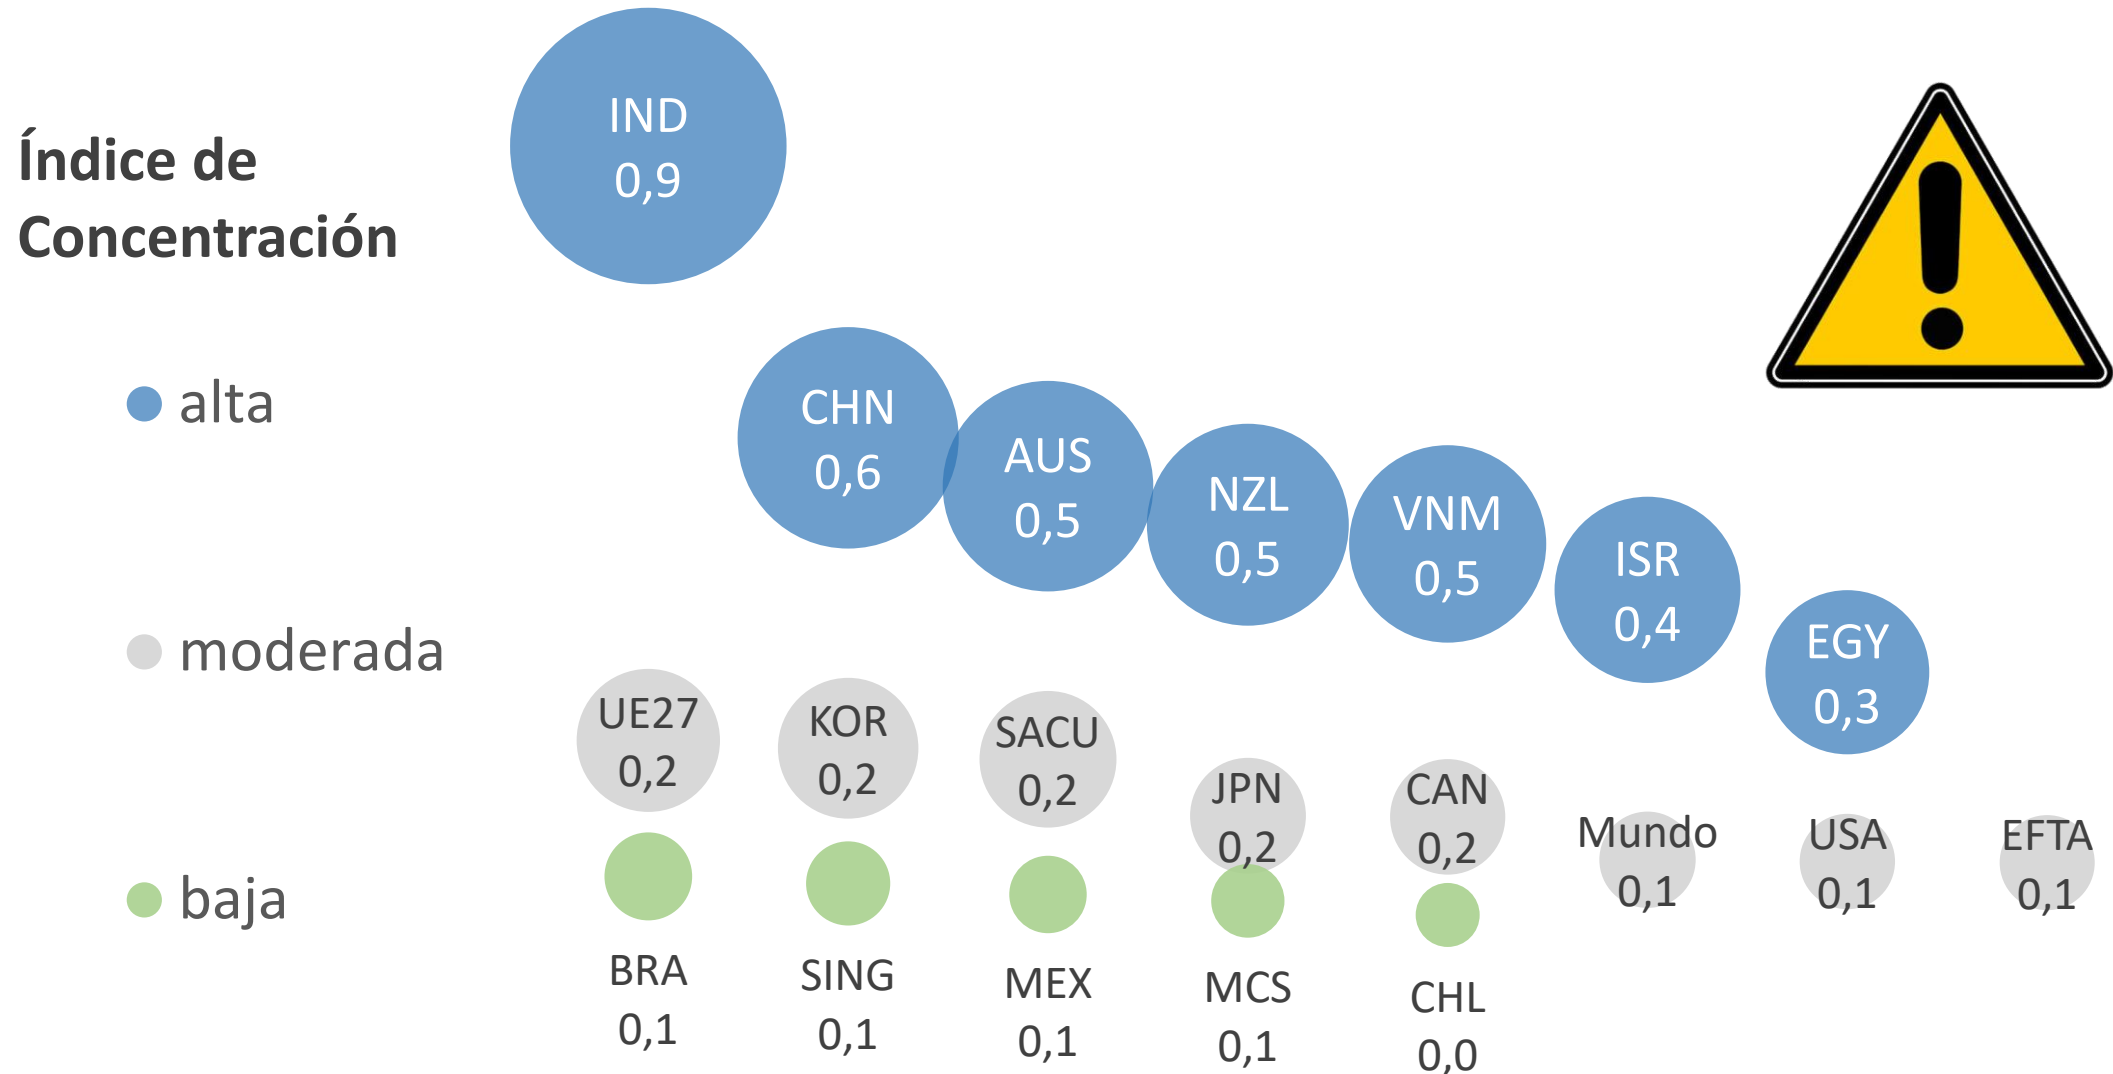 Índice de
Concentración
alta
moderada
baja
IND
0,9
CHN
0,6
AUS
0,5
NZL
0,5
VNM
0,5
ISR
0,4
EGY
0,3
UE27
0,2
KOR
0,2
SACU
0,2
JPN
0,2
CAN
0,2
Mundo
0,1
USA
0,1
EFTA
0,1
BRA
0,1
SING
0,1
MEX
0,1
MCS
0,1
CHL
0,0